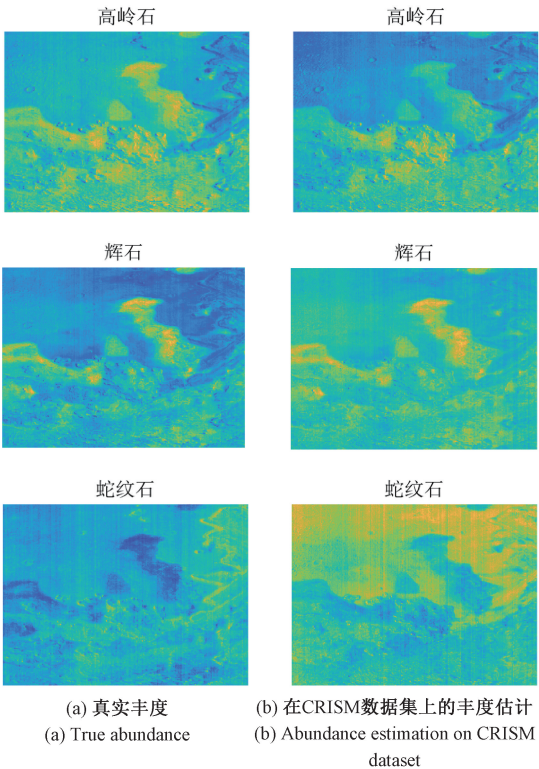 高岭石
高岭石
辉石
辉石
蛇纹石
蛇纹石
(a) 真实丰度
(a) True abundance
(b) 在CRISM数据集上的丰度估计
(b) Abundance estimation on CRISM
dataset